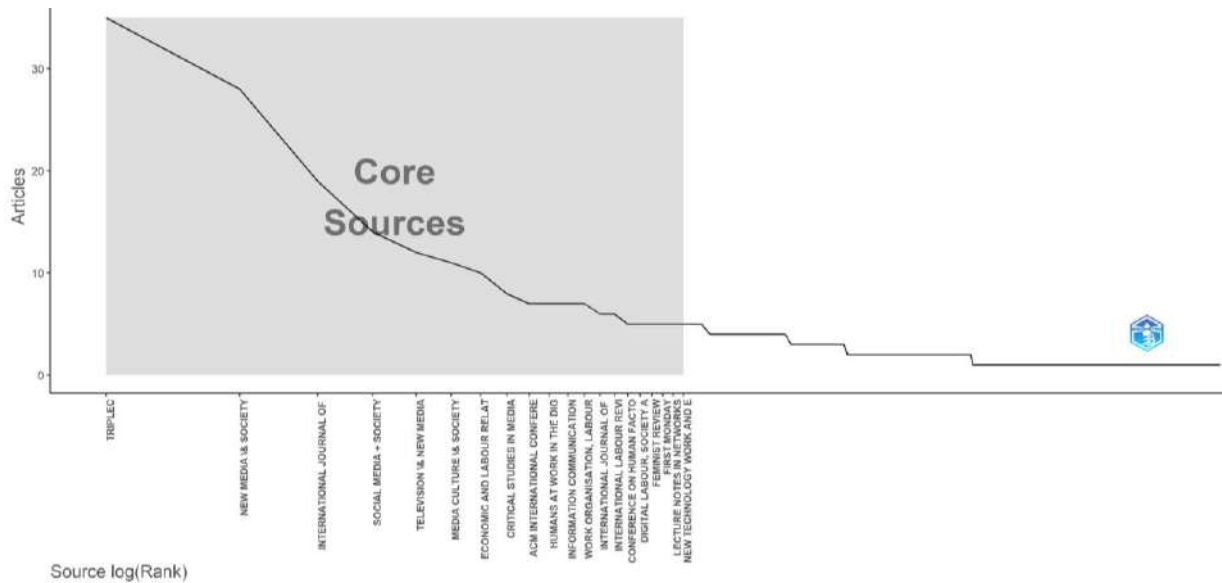 Articles
30
20
10
0
Core
Sources
TRIPLEC
NEW MEDIA \& SOCIETY
INTERNATIONAL JOURNAL OF
SOCIAL MEDIA + SOCIETY
TELEVISION \& NEW MEDIA
MEDIA CULTURE \& SOCIETY
ECONOMIC AND LABOUR RELAT
CRITICAL STUDIES IN MEDIA
ACM INTERNATIONAL CONFERE
HUMANS AT WORK IN THE DIG
INFORMATION COMMUNICATION
WORK ORGANISATION, LABOUR
INTERNATIONAL JOURNAL OF
INTERNATIONAL LABOUR REVI
CONFERENCE ON HUMAN FACTO
DIGITAL LABOUR, SOCIETY A
FEMINIST REVIEW
FIRST MONDAY
LECTURE NOTES IN NETWORKS
NEW TECHNOLOGY WORK AND E
Source log(Rank)